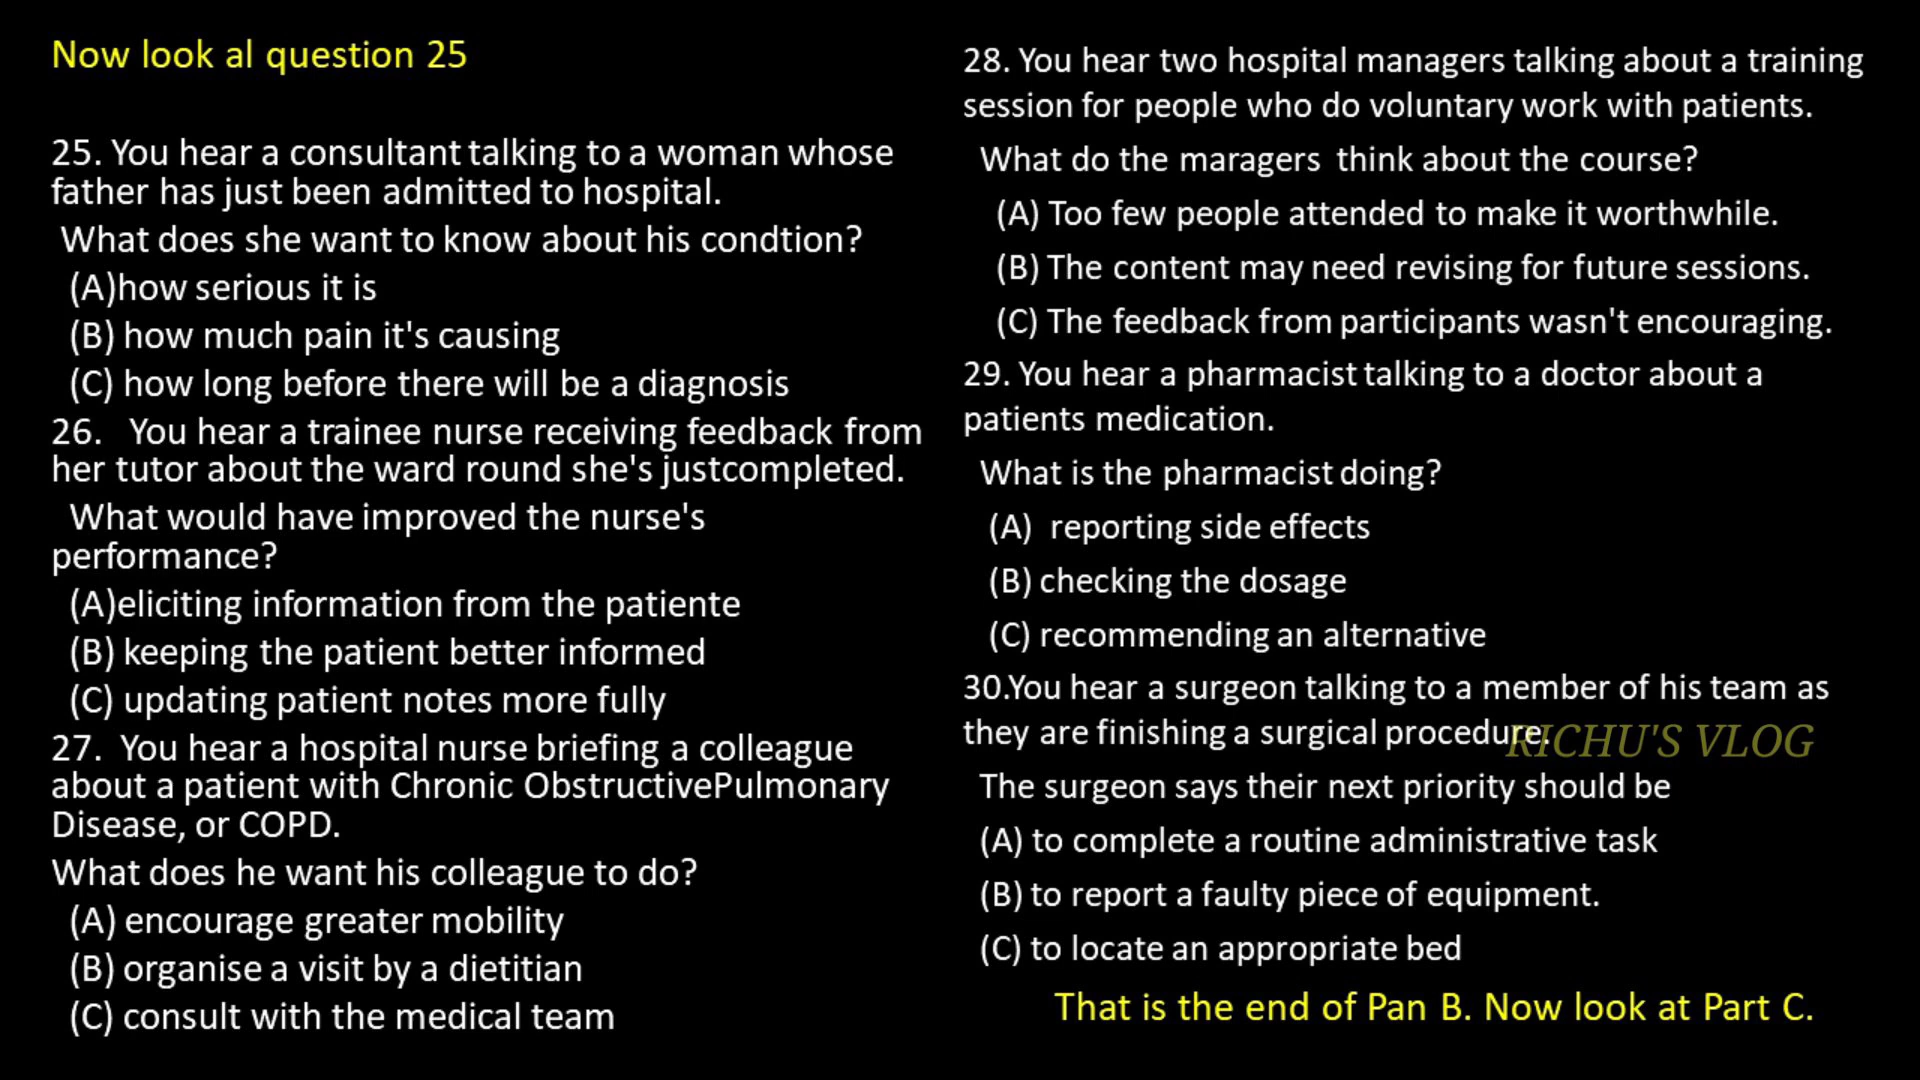 Now look al question 25
25. You hear a consultant talking to a woman whose
father has just been admitted to hospital.
What does she want to know about his condtion?
(A)how serious it is
(B) how much pain it's causing
(C) how long before there will be a diagnosis
26. You hear a trainee nurse receiving feedback from
her tutor about the ward round she's justcompleted.
What would have improved the nurse's
performance?
(A)eliciting information from the patiente
(B) keeping the patient better informed
(C) updating patient notes more fully
27. You hear a hospital nurse briefing a colleague
about a patient with Chronic ObstructivePulmonary
Disease, or COPD.
What does he want his colleague to do?
(A) encourage greater mobility
(B) organise a visit by a dietitian
(C) consult with the medical team
28. You hear two hospital managers talking about a training
session for people who do voluntary work with patients.
What do the maragers think about the course?
(A) Too few people attended to make it worthwhile.
(B) The content may need revising for future sessions.
(C) The feedback from participants wasn't encouraging.
29. You hear a pharmacist talking to a doctor about a
patients medication.
What is the pharmacist doing?
(A) reporting side effects
(B) checking the dosage
(C) recommending an alternative
30.You hear a surgeon talking to a member of his team as
they are finishing a surgical procedure.
RICHU'S VLOG
The surgeon says their next priority should be
(A) to complete a routine administrative task
(B) to report a faulty piece of equipment.
(C) to locate an appropriate bed
That is the end of Pan B. Now look at Part C.